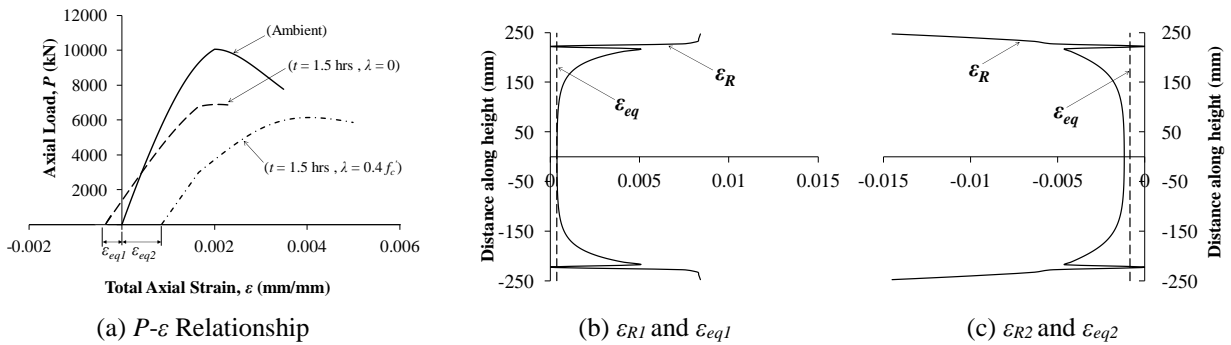 Axial Load, P (kN)
12000
10000
8000
6000
4000
2000
-0.002
0.000
0.002
0.004
0.006
(Ambient)
(t = 1.5 hrs , λ = 0)
(t = 1.5 hrs , λ = 0.4 fc')
εeq1
εeq2
Total Axial Strain, ε (mm/mm)
(a) P-ε Relationship
Distance along height (mm)
250
150
50
-50
-150
-250
0
0.005
0.01
0.015
εR
εeq
(b) εR1 and εeq1
-0.015
-0.01
-0.005
0
250
150
50
-50
-150
-250
Distance along height (mm)
εR
εeq
(c) εR2 and εeq2